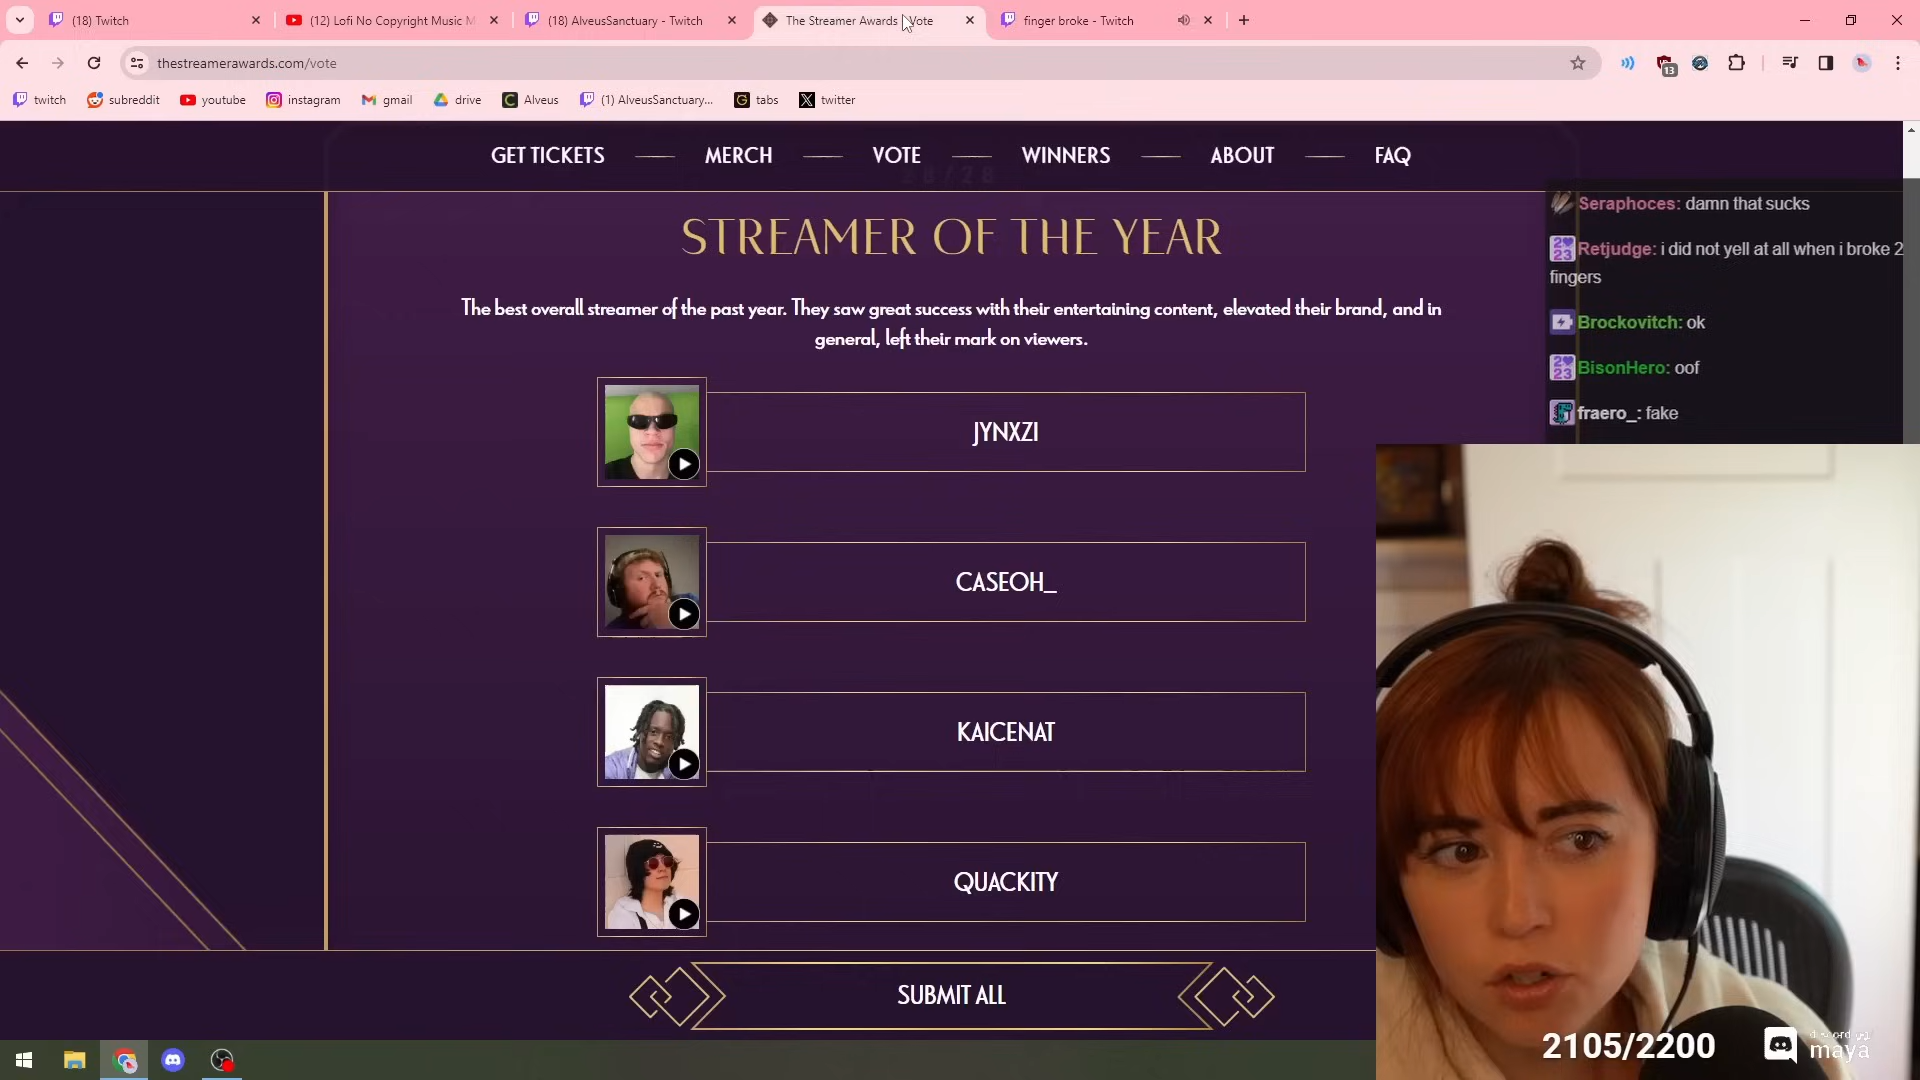 (18) Twitch
(12) Lofi No Copyright Music M
(18) AlveusSanctuary - Twitch
The Streamer Awards Vote
finger broke - Twitch
thestreamerawards.com/vote
13
twitch
subreddit
youtube
instagram
gmail
drive
Alveus
(1) AlveusSanctuary...
tabs
twitter
GET TICKETS
MERCH
VOTE
WINNERS
ABOUT
FAQ
28/28
STREAMER OF THE YEAR
The best overall streamer of the past year. They saw great success with their entertaining content, elevated their brand, and in
general, left their mark on viewers.
JYNXZI
CASEOH_
KAICENAT
QUACKITY
SUBMIT ALL
Seraphoces: damn that sucks
Retjudge: i did not yell at all when i broke 2
fingers
Brockovitch: ok
BisonHero: oof
fraero_: fake
2105/2200
maya